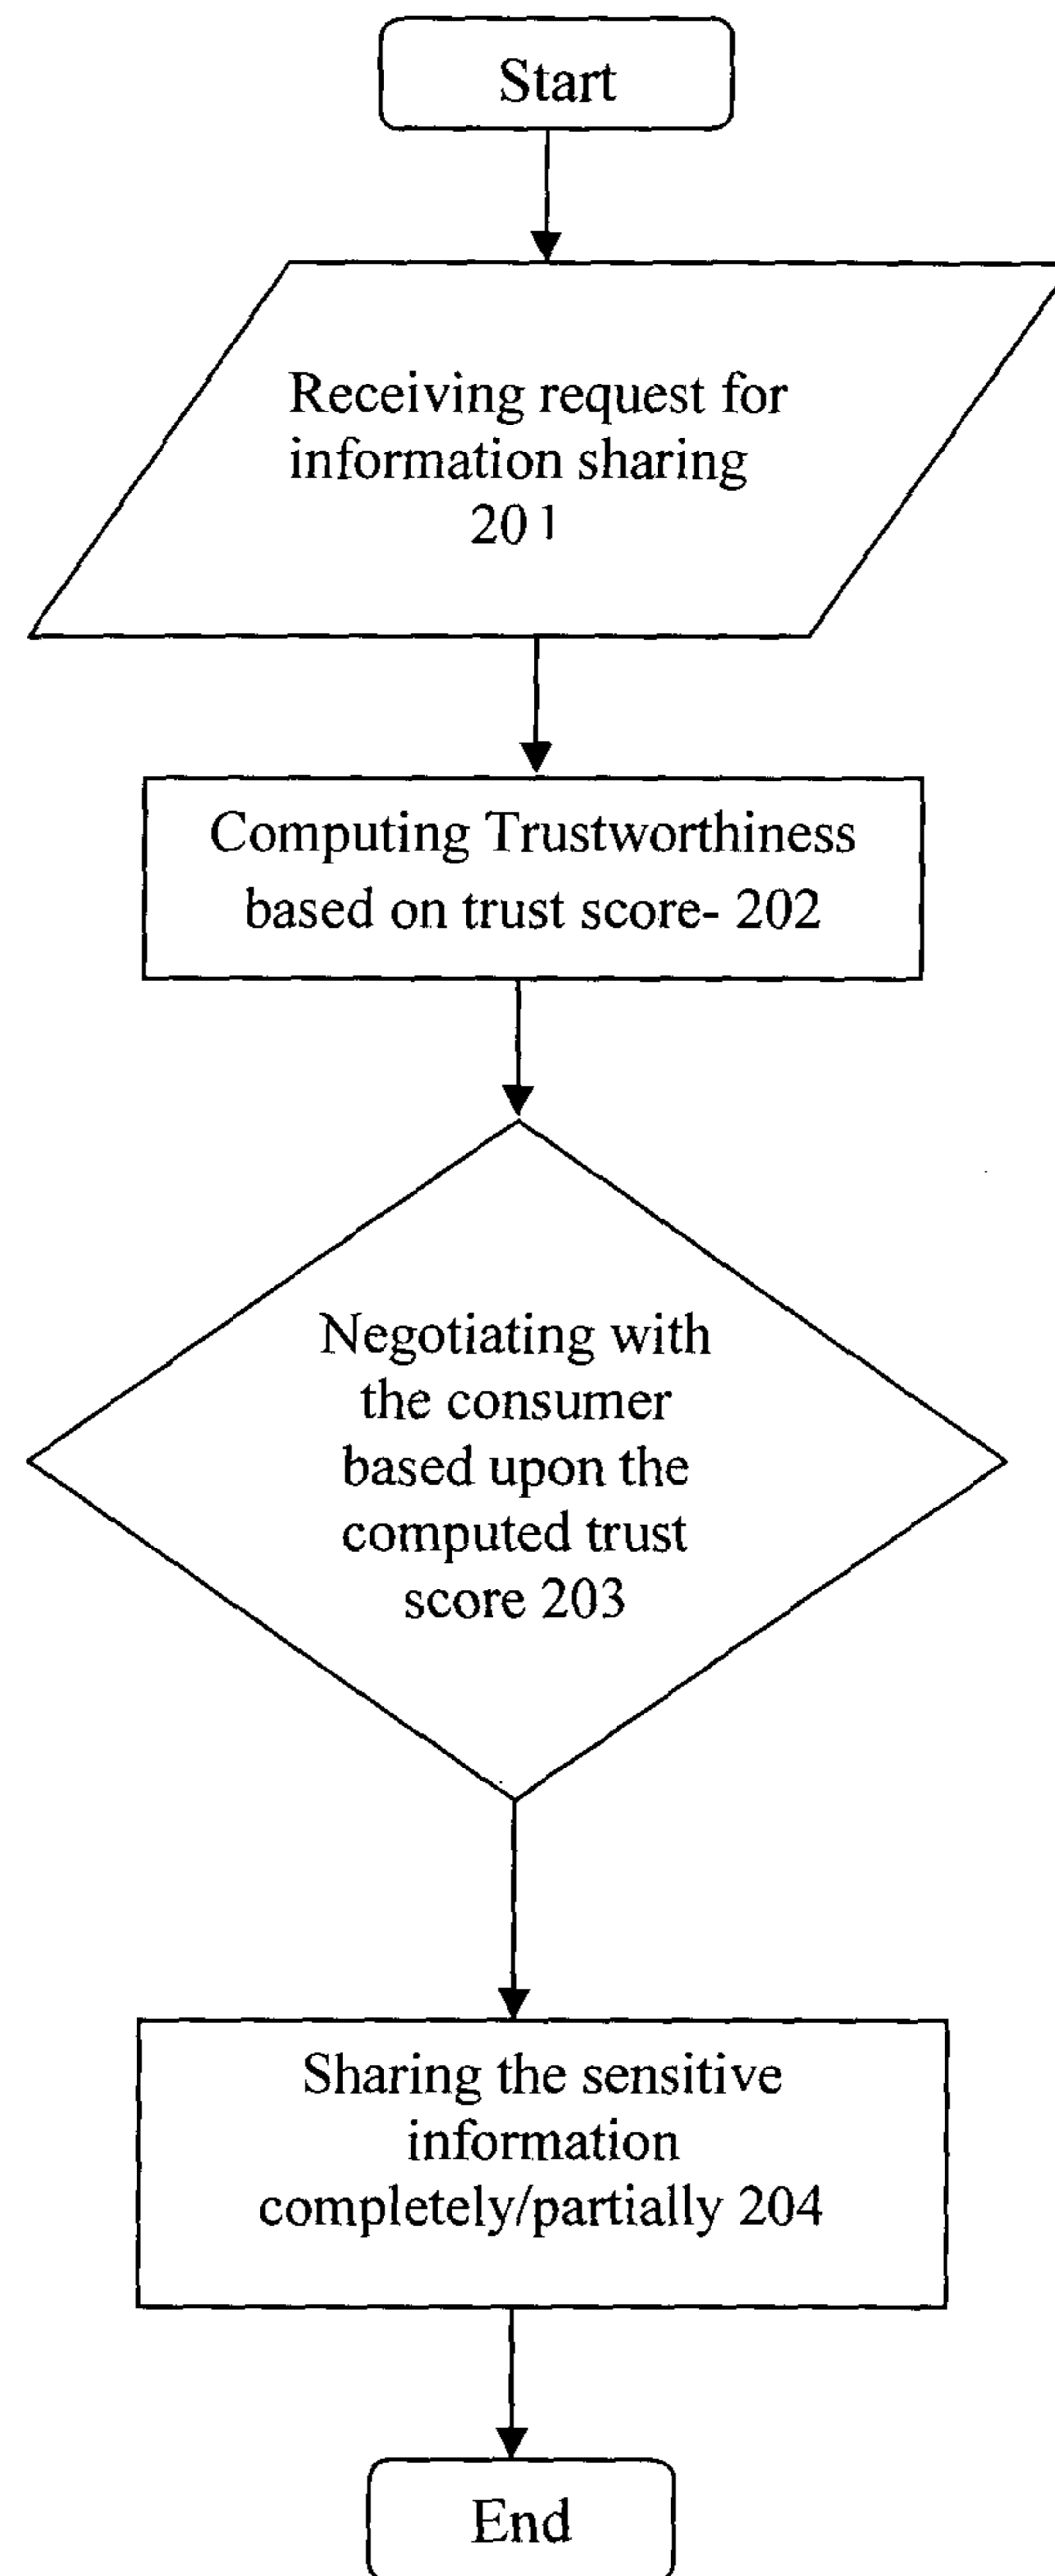 Start
Receiving request for
information sharing
201
Computing Trustworthiness
based on trust score- 202
Negotiating with
the consumer
based upon the
computed trust
score 203
Sharing the sensitive
information
completely/partially 204
End